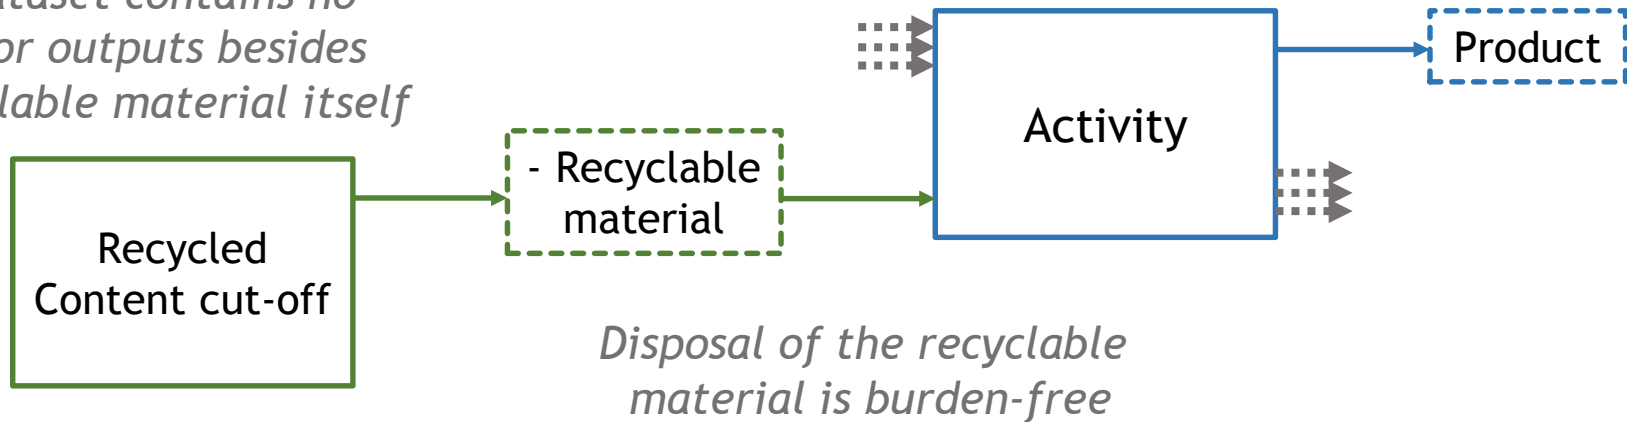 or outputs besides
material itself
Product
Activity
- Recyclable
material
Recycled
Content cut-off
Disposal of the recyclable
material is burden-free